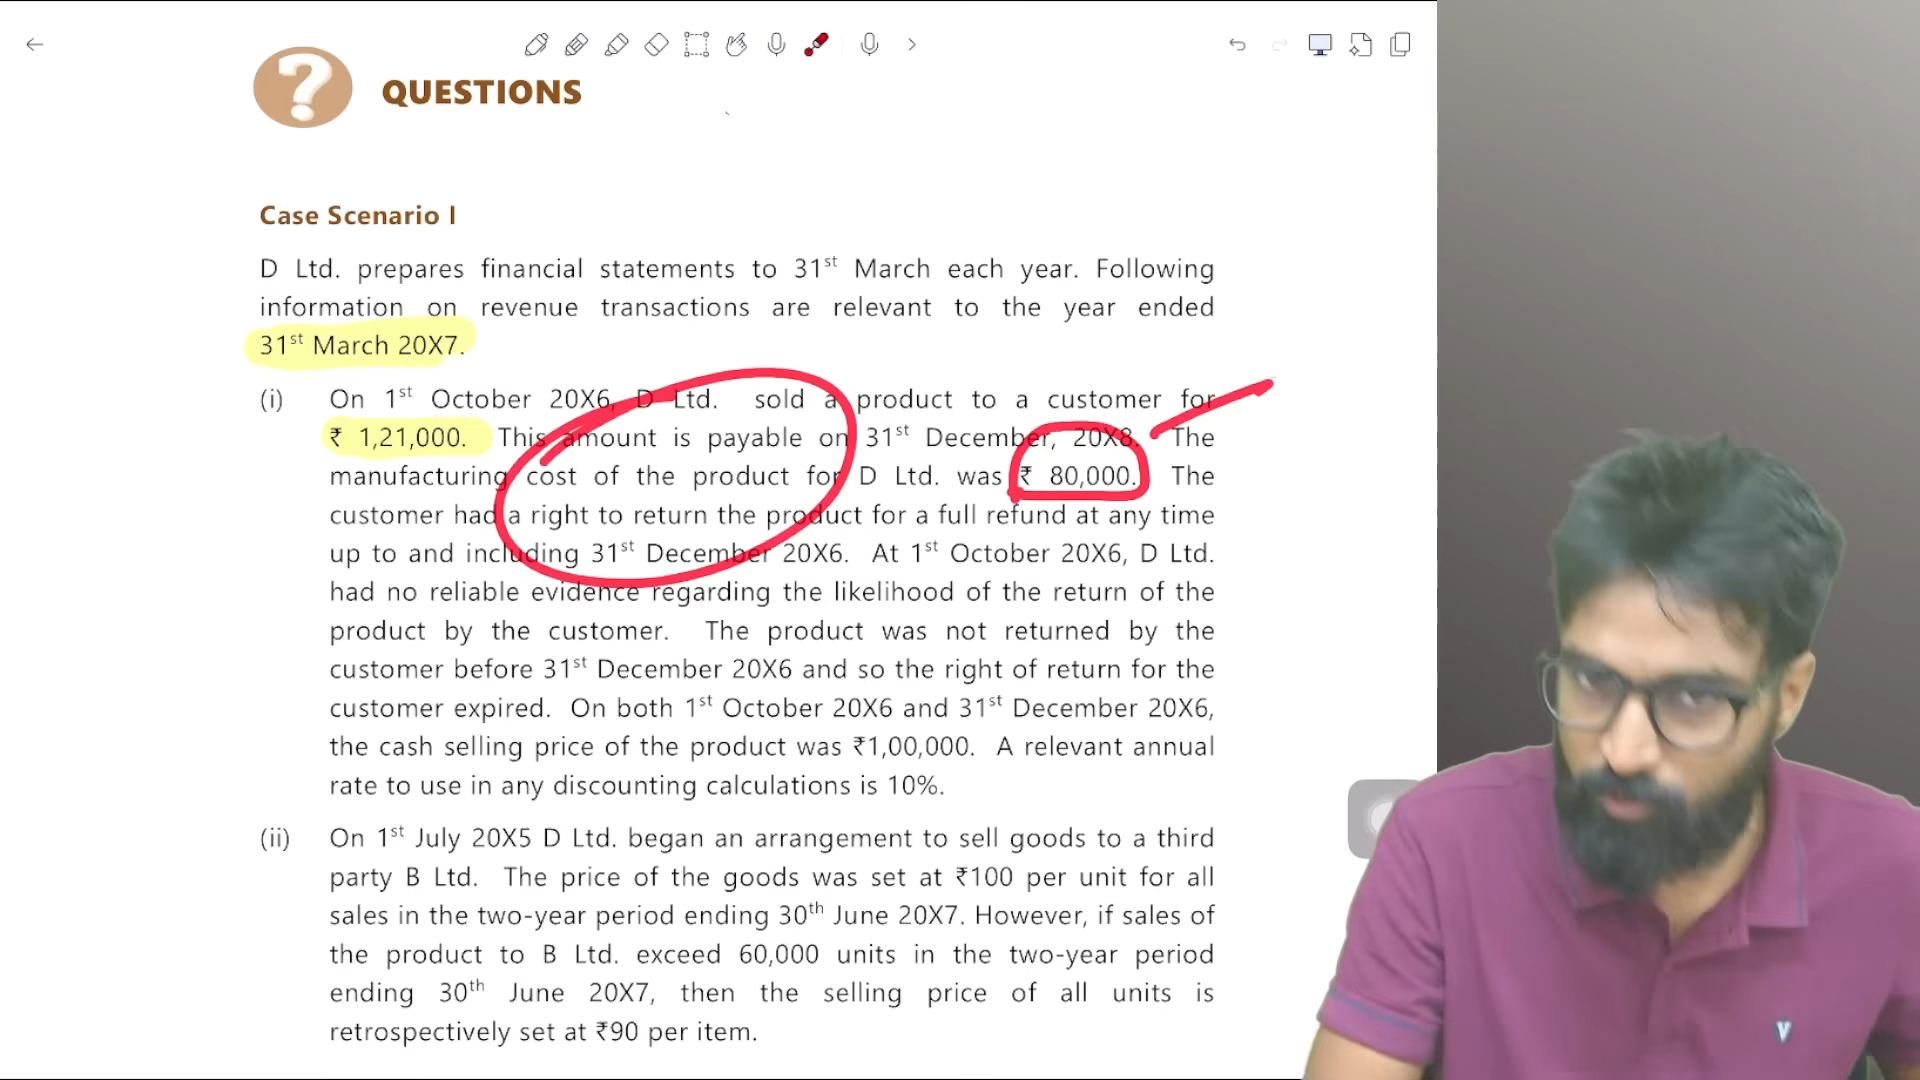 QUESTIONS
Case Scenario I
D Ltd. prepares financial statements to 31st March each year. Following
information on revenue transactions are relevant to the year ended
31st March 20X7.
(i) On 1st October 20X6, D Ltd. sold a product to a customer for
₹ 1,21,000. This amount is payable on 31st December, 20X8. The
manufacturing cost of the product for D Ltd. was ₹ 80,000. The
customer had a right to return the product for a full refund at any time
up to and including 31st December 20X6. At 1st October 20X6, D Ltd.
had no reliable evidence regarding the likelihood of the return of the
product by the customer. The product was not returned by the
customer before 31st December 20X6 and so the right of return for the
customer expired. On both 1st October 20X6 and 31st December 20X6,
the cash selling price of the product was ₹1,00,000. A relevant annual
rate to use in any discounting calculations is 10%.
(ii) On 1st July 20X5 D Ltd. began an arrangement to sell goods to a third
party B Ltd. The price of the goods was set at ₹100 per unit for all
sales in the two-year period ending 30th June 20X7. However, if sales of
the product to B Ltd. exceed 60,000 units in the two-year period
ending 30th June 20X7, then the selling price of all units is
retrospectively set at ₹90 per item.
V